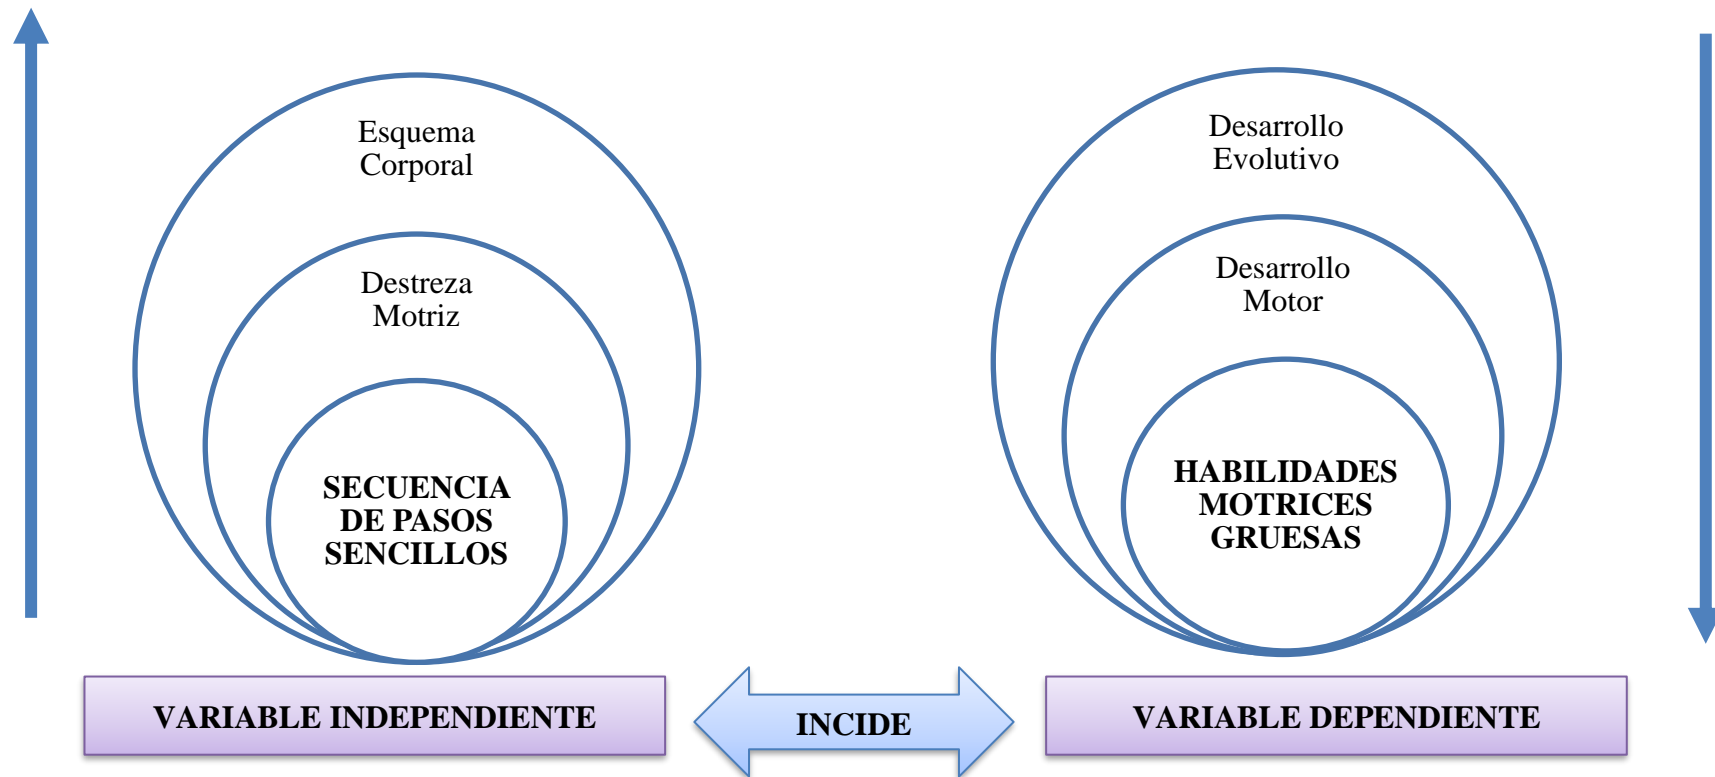 Esquema
Corporal
Destreza
Motriz
SECUENCIA
DE PASOS
SENCILLOS
VARIABLE INDEPENDIENTE
INCIDE
Desarrollo
Evolutivo
Desarrollo
Motor
HABILIDADES
MOTRICES
GRUESAS
VARIABLE DEPENDIENTE